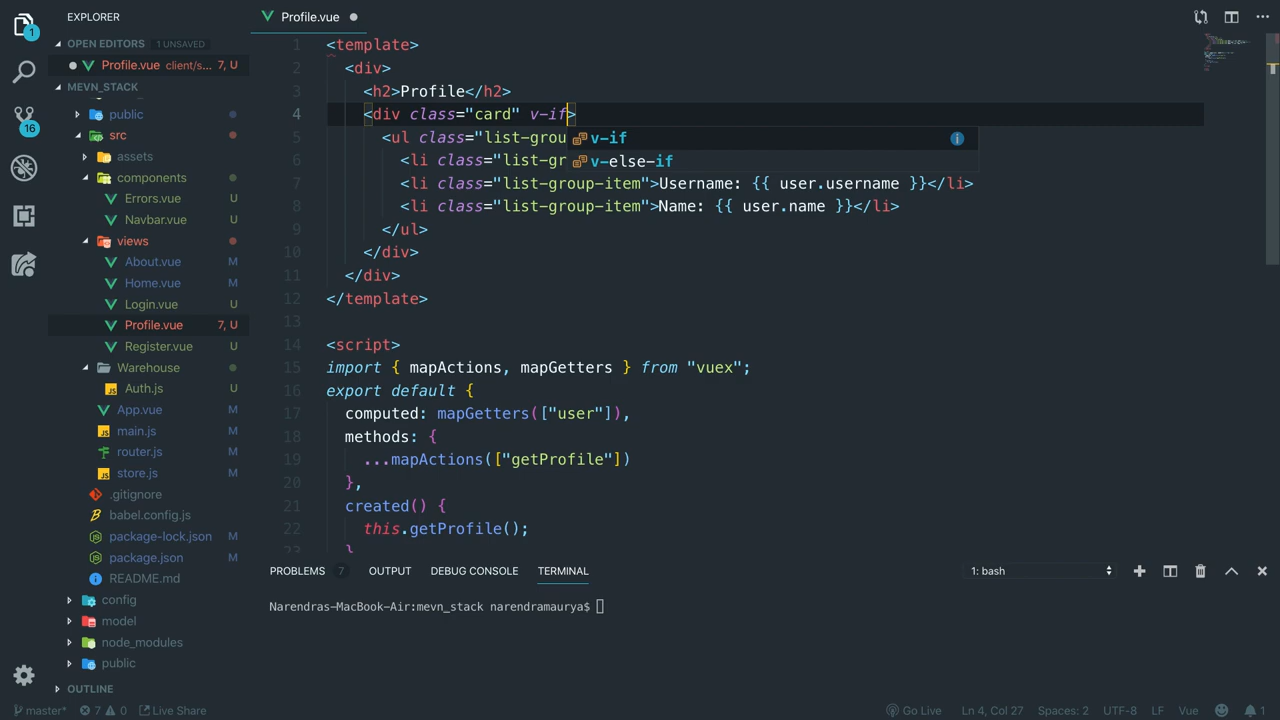 EXPLORER
OPEN EDITORS 1 UNSAVED
Profile.vue client/s... 7, U
MEVN_STACK
public
src
assets
components
Errors.vue U
Navbar.vue U
views
About.vue M
Home.vue M
Login.vue U
Profile.vue 7, U
Register.vue U
Warehouse
Auth.js U
App.vue M
main.js M
router.js M
store.js M
.gitignore
babel.config.js
package-lock.json M
package.json M
README.md
config
model
node_modules
public
OUTLINE
1
16
Profile.vue
1 <template>
2 <div>
3 <h2>Profile</h2>
4 <div class="card" v-if>
5 <ul class="list-grou
6 <li class="list-gr
v-if
v-else-if
7 <li class="list-group-item">Username: {{ user.username }}</li>
8 <li class="list-group-item">Name: {{ user.name }}</li>
9 </ul>
10 </div>
11 </div>
12 </template>
13
14 <script>
15 import { mapActions, mapGetters } from "vuex";
16 export default {
17 computed: mapGetters(["user"]),
18 methods: {
19 ...mapActions(["getProfile"])
20 },
21 created() {
22 this.getProfile();
23 }
PROBLEMS 7 OUTPUT DEBUG CONSOLE TERMINAL 1: bash
Narendras-MacBook-Air:mevn_stack narendramaurya$
master* 7 0 Live Share Go Live Ln 4, Col 27 Spaces: 2 UTF-8 LF Vue 1